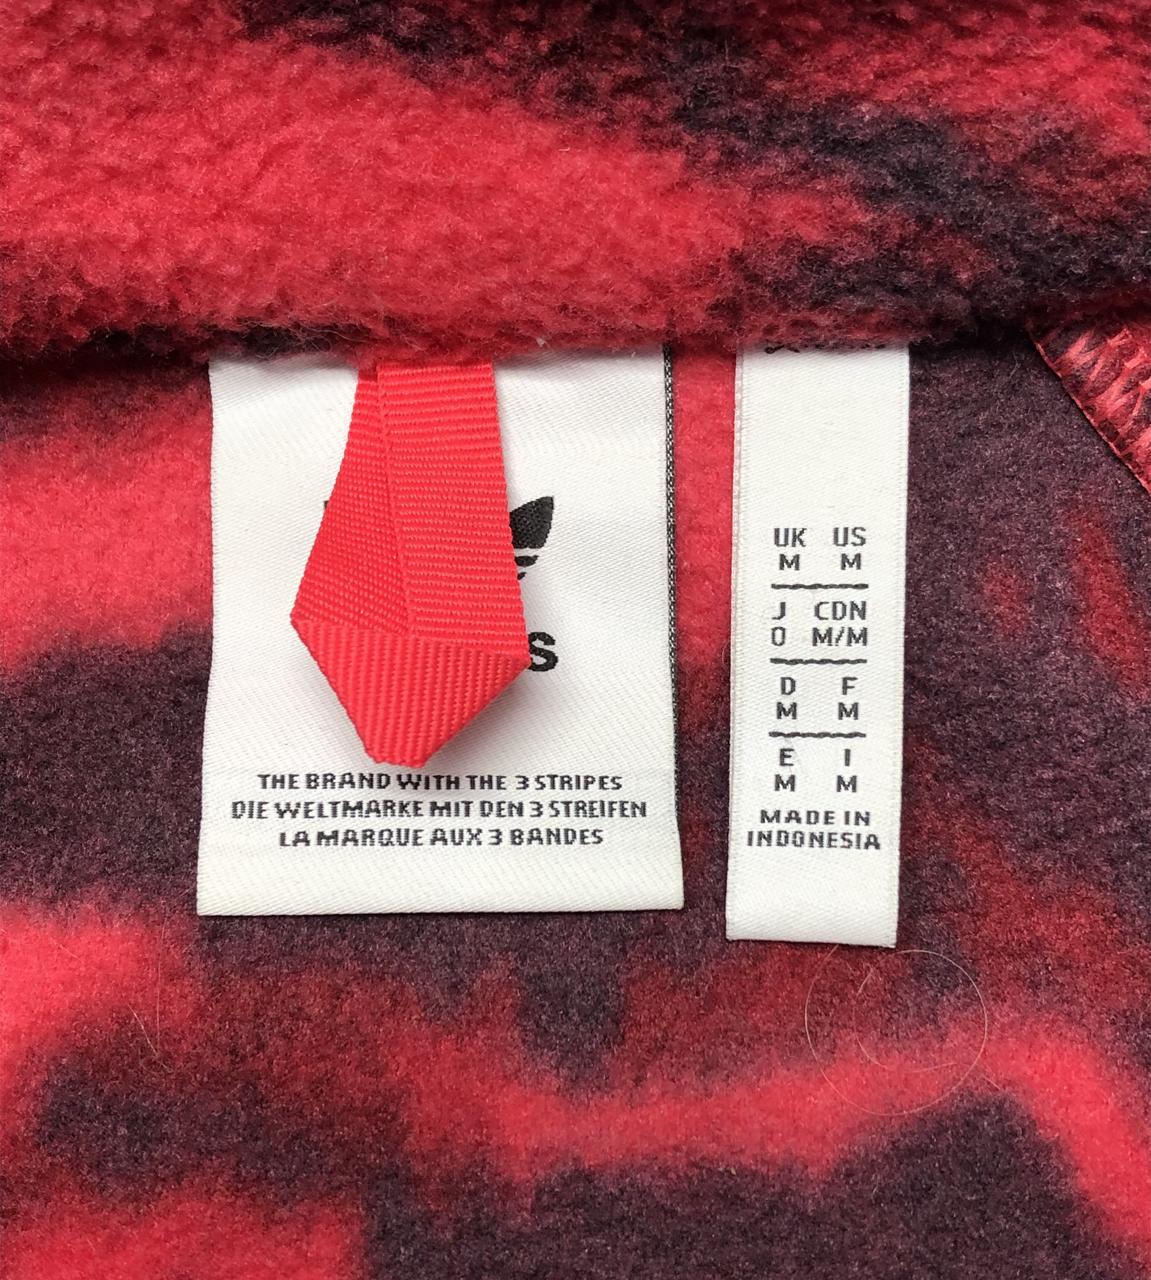 S
THE BRAND WITH THE 3 STRIPES
DIE WELTMARKE MIT DEN 3 STREIFEN
LA MARQUE AUX 3 BANDES
UK US
M M
J CDN
O M/M
D F
M M
E I
M M
MADE IN
INDONESIA